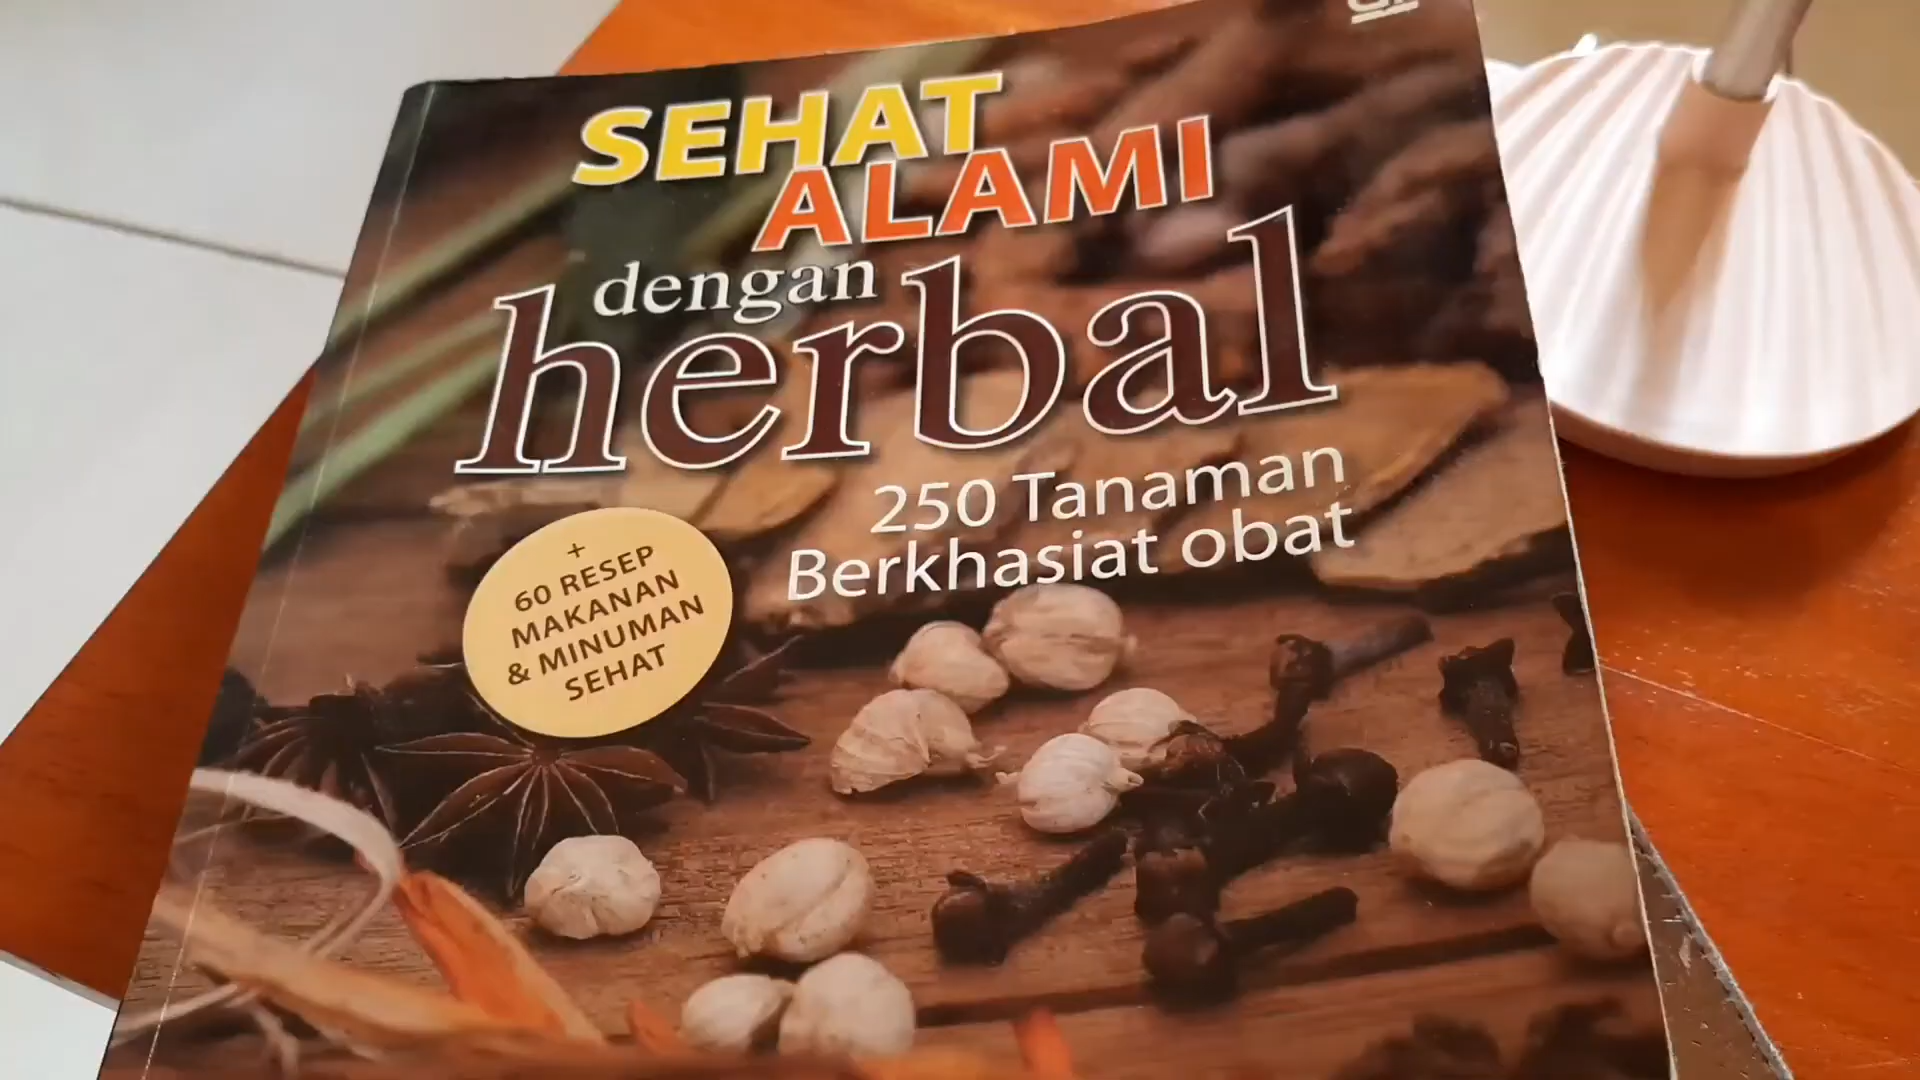 SEHAT
ALAMI
dengan
herbal
250 Tanaman
Berkhasiat obat
+
60 RESEP
MAKANAN
& MINUMAN
SEHAT